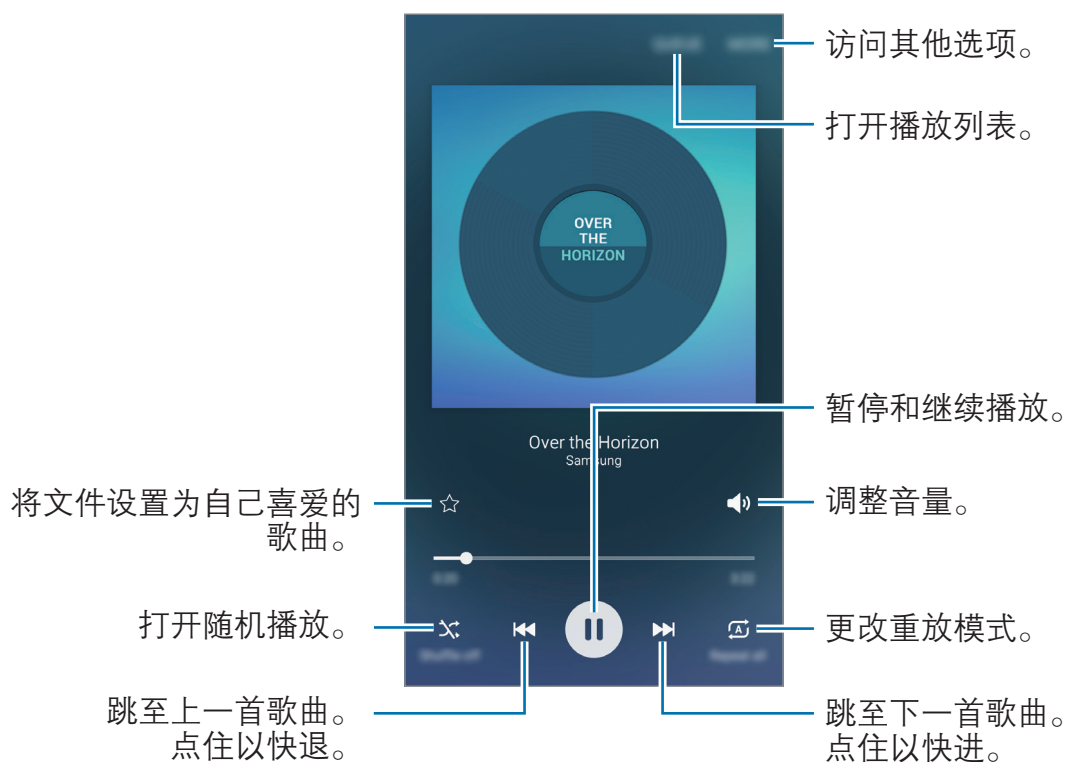 访问其他选项。
打开播放列表。
OVER
THE
HORIZON
暂停和继续播放。
Over the Horizon
Samsung
将文件设置为自己喜爱的
歌曲。
调整音量。
打开随机播放。
A
更改重放模式。
跳至上一首歌曲。
点住以快退。
跳至下一首歌曲。
点住以快进。